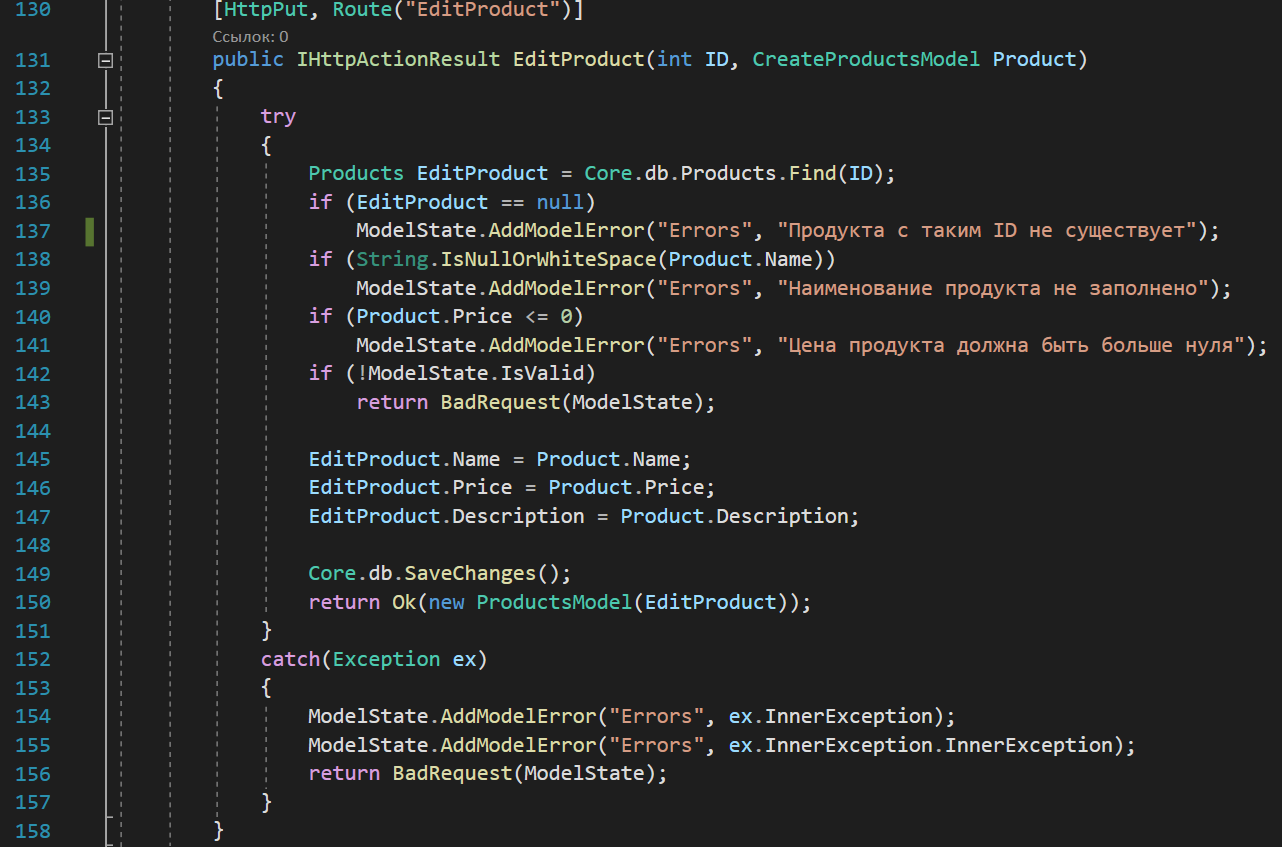 130 [HttpPut, Route("EditProduct")]
Ссылок: 0
131 public IHttpActionResult EditProduct(int ID, CreateProductsModel Product)
132 {
133 try
134 {
135 Products EditProduct = Core.db.Products.Find(ID);
136 if (EditProduct == null)
137 ModelState.AddModelError("Errors", "Продукта с таким ID не существует");
138 if (String.IsNullOrWhiteSpace(Product.Name))
139 ModelState.AddModelError("Errors", "Наименование продукта не заполнено");
140 if (Product.Price <= 0)
141 ModelState.AddModelError("Errors", "Цена продукта должна быть больше нуля");
142 if (!ModelState.IsValid)
143 return BadRequest(ModelState);
144
145 EditProduct.Name = Product.Name;
146 EditProduct.Price = Product.Price;
147 EditProduct.Description = Product.Description;
148
149 Core.db.SaveChanges();
150 return Ok(new ProductsModel(EditProduct));
151 }
152 catch(Exception ex)
153 {
154 ModelState.AddModelError("Errors", ex.InnerException);
155 ModelState.AddModelError("Errors", ex.InnerException.InnerException);
156 return BadRequest(ModelState);
157 }
158 }